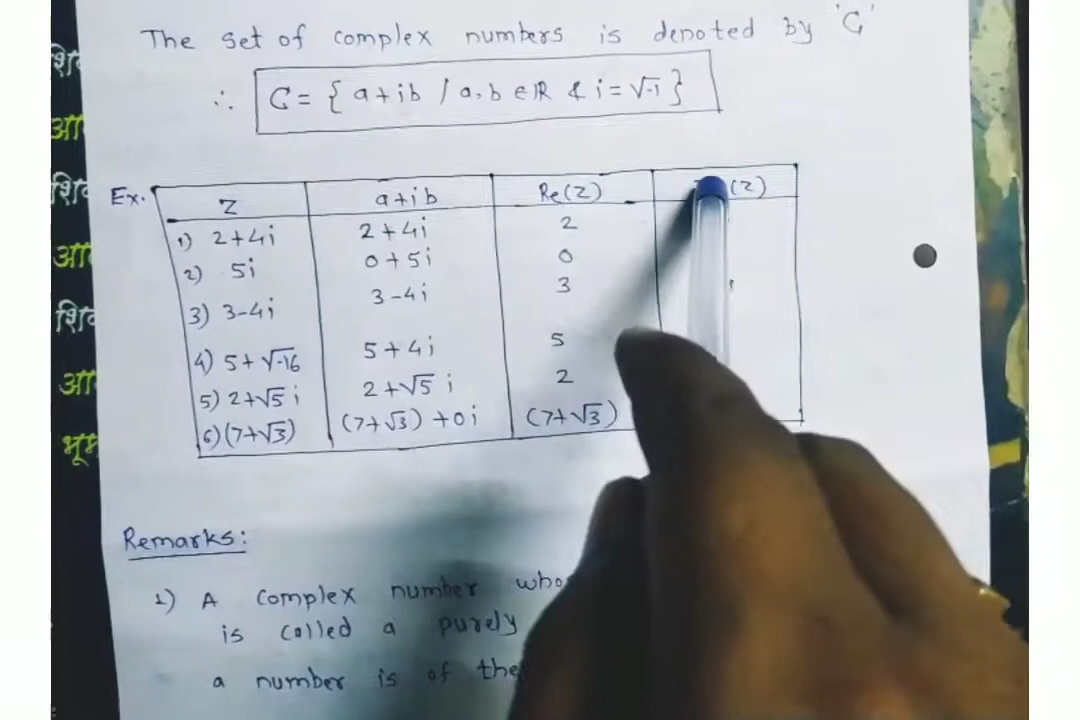 The set of complex numbers is denoted by 'C'
∴ C = { a+ib / a, b ∈ ℝ & i = √-1 }
Ex. Z a+ib Re(Z) (Z)
1) 2+4i 2+4i 2
2) 5i 0+5i 0
3) 3-4i 3-4i 3
4) 5+√-16 5+4i 5
5) 2+√5 i 2+√5 i 2
6) (7+√3) (7+√3)+0i (7+√3)
Remarks:
1) A complex number
is called a purely
a number is of the